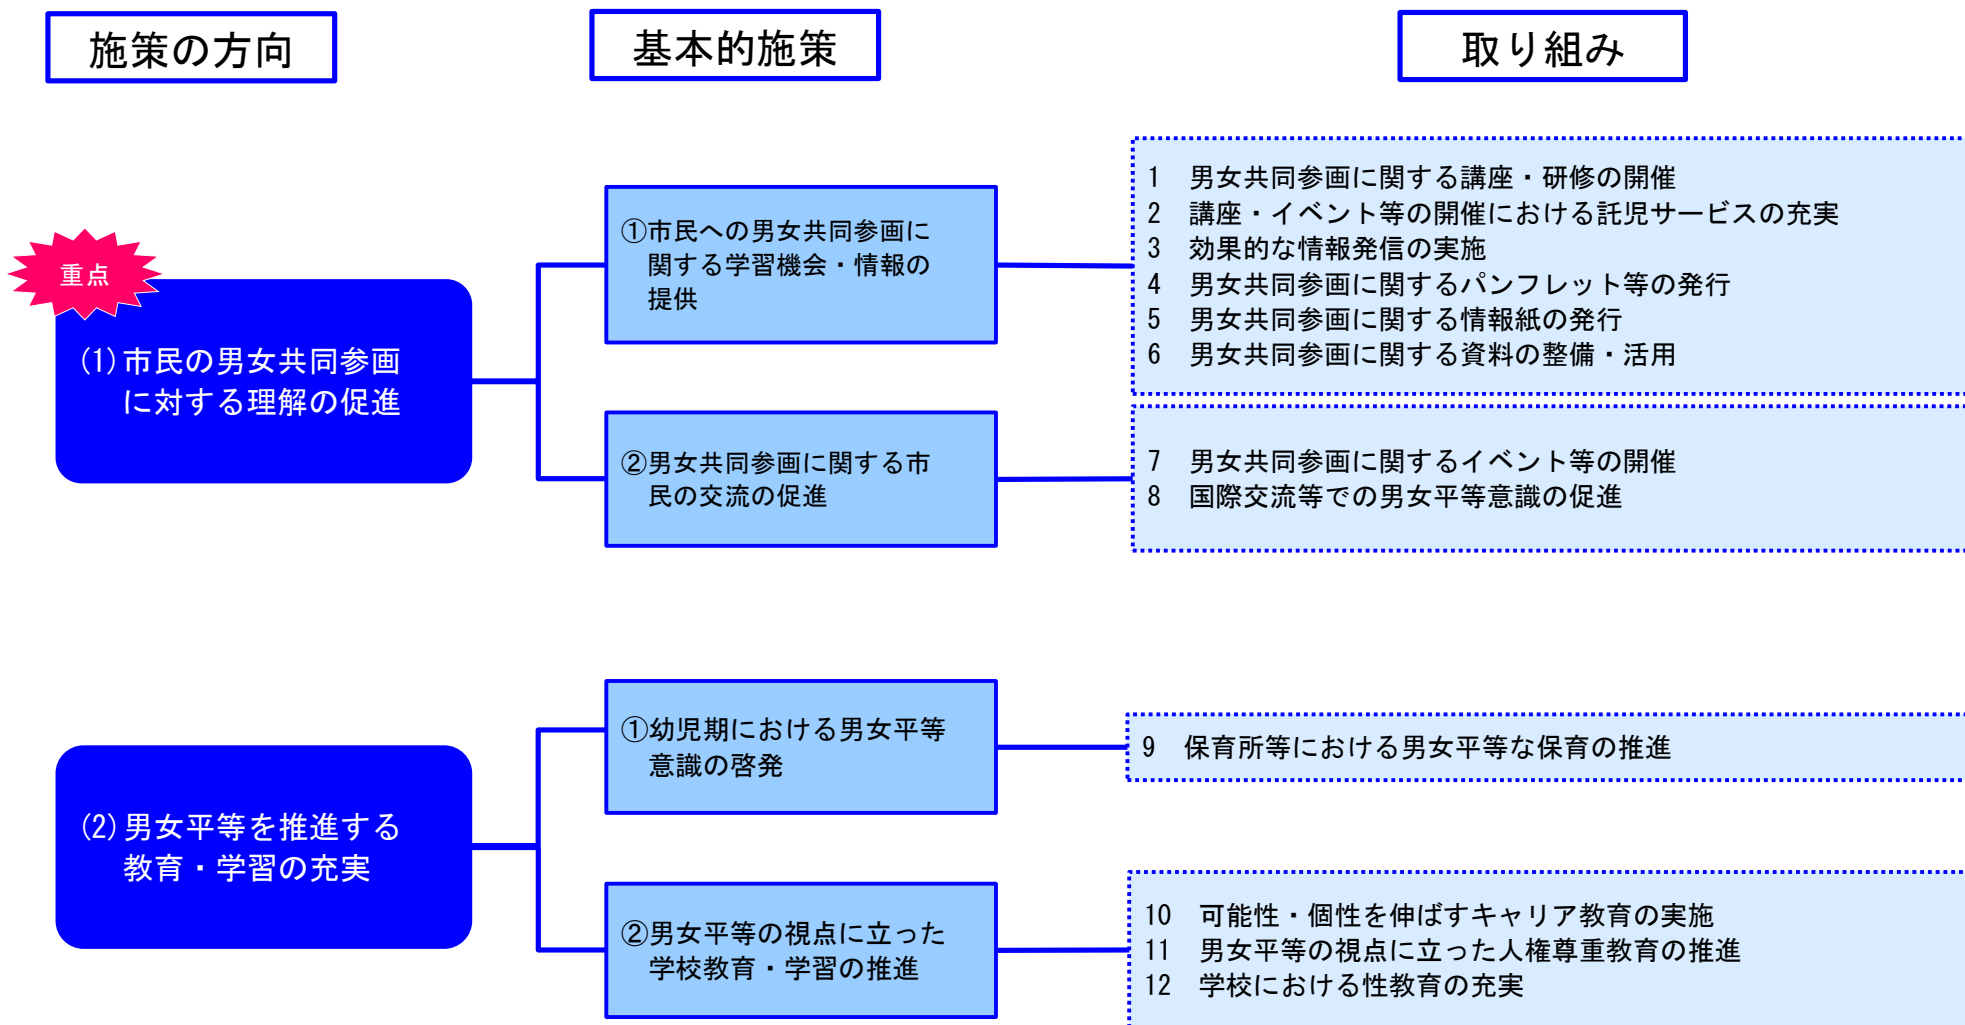 施策の方向
基本的施策
取り組み
重点
(1)市民の男女共同参画
に対する理解の促進
①市民への男女共同参画に
関する学習機会・情報の
提供
1 男女共同参画に関する講座・研修の開催
2 講座・イベント等の開催における託児サービスの充実
3 効果的な情報発信の実施
4 男女共同参画に関するパンフレット等の発行
5 男女共同参画に関する情報紙の発行
6 男女共同参画に関する資料の整備・活用
②男女共同参画に関する市
民の交流の促進
7 男女共同参画に関するイベント等の開催
8 国際交流等での男女平等意識の促進
(2)男女平等を推進する
教育・学習の充実
①幼児期における男女平等
意識の啓発
9 保育所等における男女平等な保育の推進
②男女平等の視点に立った
学校教育・学習の推進
10 可能性・個性を伸ばすキャリア教育の実施
11 男女平等の視点に立った人権尊重教育の推進
12 学校における性教育の充実